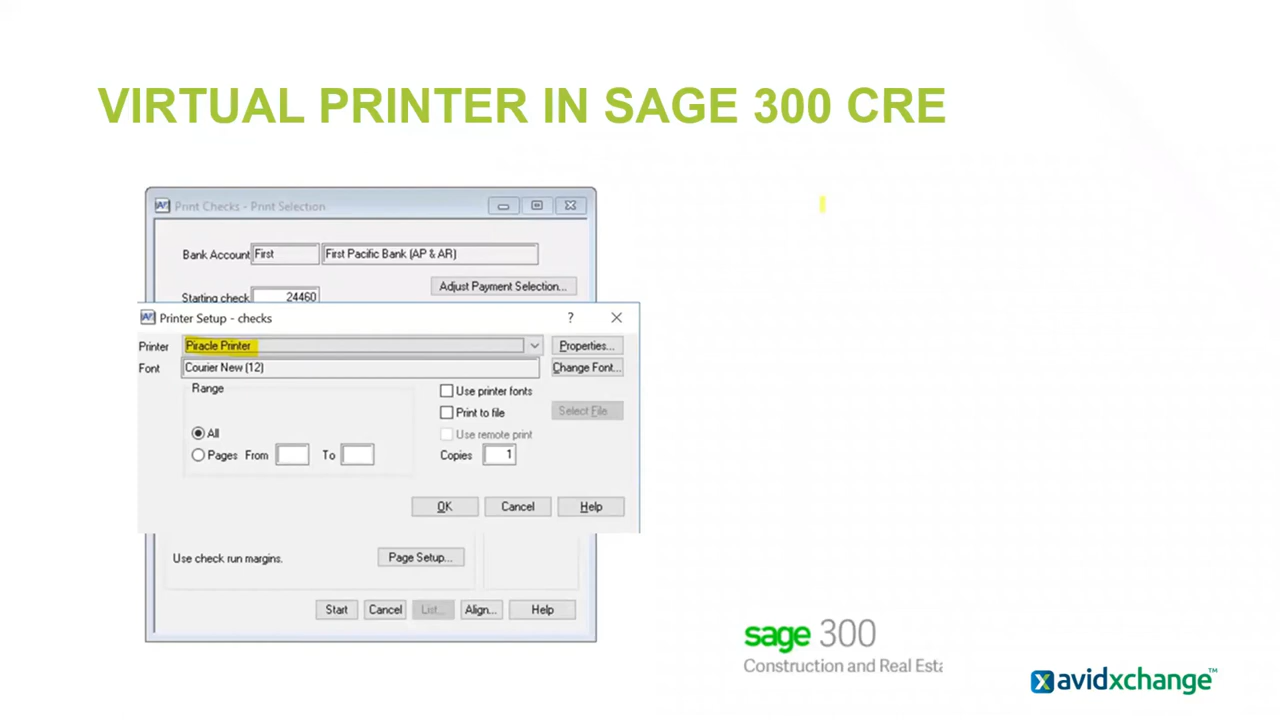 VIRTUAL PRINTER IN SAGE 300 CRE
Print Checks - Print Selection
Bank Account First First Pacific Bank (AP & AR)
Adjust Payment Selection...
Starting check 24460
Printer Setup - checks ?
Printer Piracle Printer Properties...
Font Courier New (12) Change Font...
Range
Use printer fonts
Print to file Select File...
All Use remote print
Pages From To Copies 1
OK Cancel Help
Use check run margins. Page Setup...
Start Cancel List... Align... Help
sage 300
Construction and Real Esta
avidxchange™